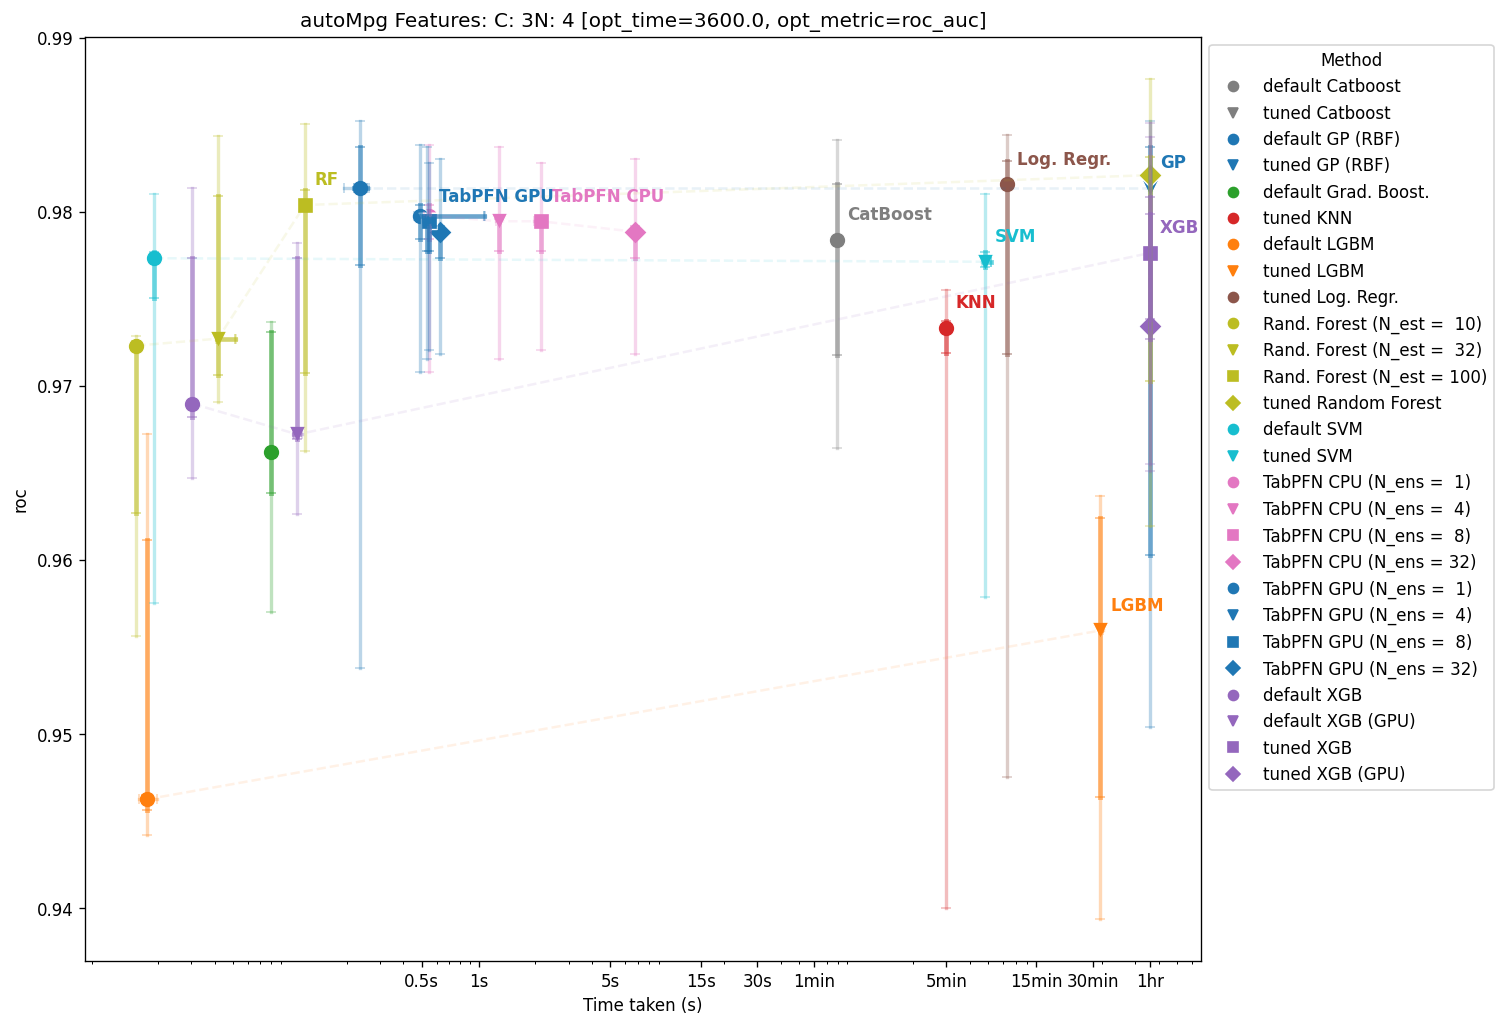 autoMpg Features: C: 3N: 4 [opt_time=3600.0, opt_metric=roc_auc]
0.99
0.98
0.97
0.96
0.95
0.94
roc
RF
TabPFN GPU
TabPFN CPU
CatBoost
Log. Regr.
GP
SVM
XGB
KNN
LGBM
0.5s
1s
5s
15s
30s
1min
5min
15min
30min
1hr
Time taken (s)
Method
default Catboost
tuned Catboost
default GP (RBF)
tuned GP (RBF)
default Grad. Boost.
tuned KNN
default LGBM
tuned LGBM
tuned Log. Regr.
Rand. Forest (N_est =  10)
Rand. Forest (N_est =  32)
Rand. Forest (N_est = 100)
tuned Random Forest
default SVM
tuned SVM
TabPFN CPU (N_ens =  1)
TabPFN CPU (N_ens =  4)
TabPFN CPU (N_ens =  8)
TabPFN CPU (N_ens = 32)
TabPFN GPU (N_ens =  1)
TabPFN GPU (N_ens =  4)
TabPFN GPU (N_ens =  8)
TabPFN GPU (N_ens = 32)
default XGB
default XGB (GPU)
tuned XGB
tuned XGB (GPU)